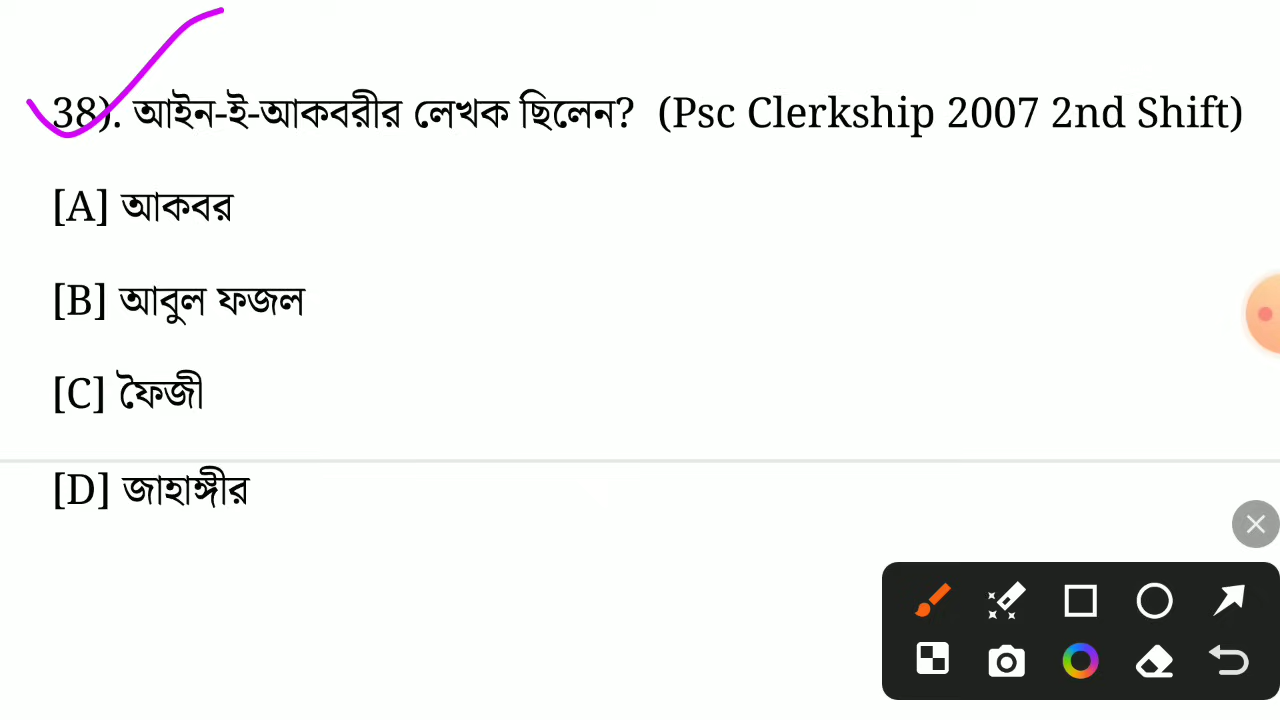 38). আইন-ই-আকবরীর লেখক ছিলেন? (Psc Clerkship 2007 2nd Shift)
[A] আকবর
[B] আবুল ফজল
[C] ফৈজী
[D] জাহাঙ্গীর